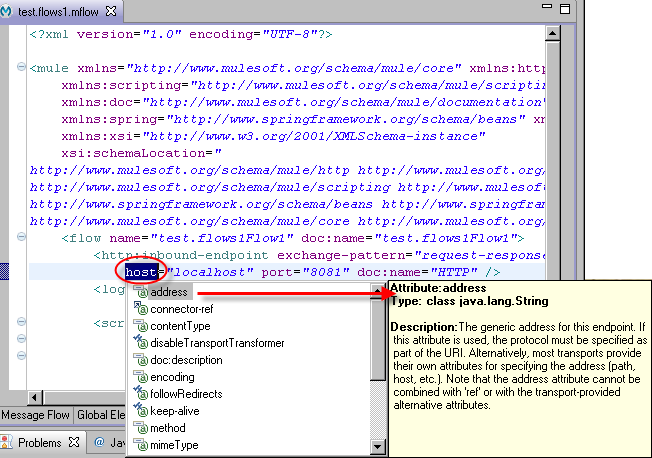 test.flows1.mflow
<?xml version="1.0" encoding="UTF-8"?>
<mule xmlns="http://www.mulesoft.org/schema/mule/core" xmlns:http
xmlns:scripting="http://www.mulesoft.org/schema/mule/scriptin
xmlns:doc="http://www.mulesoft.org/schema/mule/documentation"
xmlns:spring="http://www.springframework.org/schema/beans" xm
xmlns:xsi="http://www.w3.org/2001/XMLSchema-instance"
xsi:schemaLocation="
http://www.mulesoft.org/schema/mule/http http://www.mulesoft.
http://www.mulesoft.org/schema/mule/scripting http://www.mules
http://www.springframework.org/schema/beans http://www.springf
http://www.mulesoft.org/schema/mule/core http://www.mulesoft.o
<flow name="test.flows1Flow1" doc:name="test.flows1Flow1">
<http:inbound-endpoint exchange-pattern="request-respons
host="localhost" port="8081" doc:name="HTTP" />
<log
<scr
address
connector-ref
contentType
disableTransportTransformer
doc:description
encoding
followRedirects
keep-alive
method
mimeType
Attribute:address
Type: class java.lang.String
Description:The generic address for this endpoint. If
this attribute is used, the protocol must be specified as
part of the URI. Alternatively, most transports provide
their own attributes for specifying the address (path,
host, etc.). Note that the address attribute cannot be
combined with 'ref' or with the transport-provided
alternative attributes.
Message Flow Global Ele
Problems @ Jav